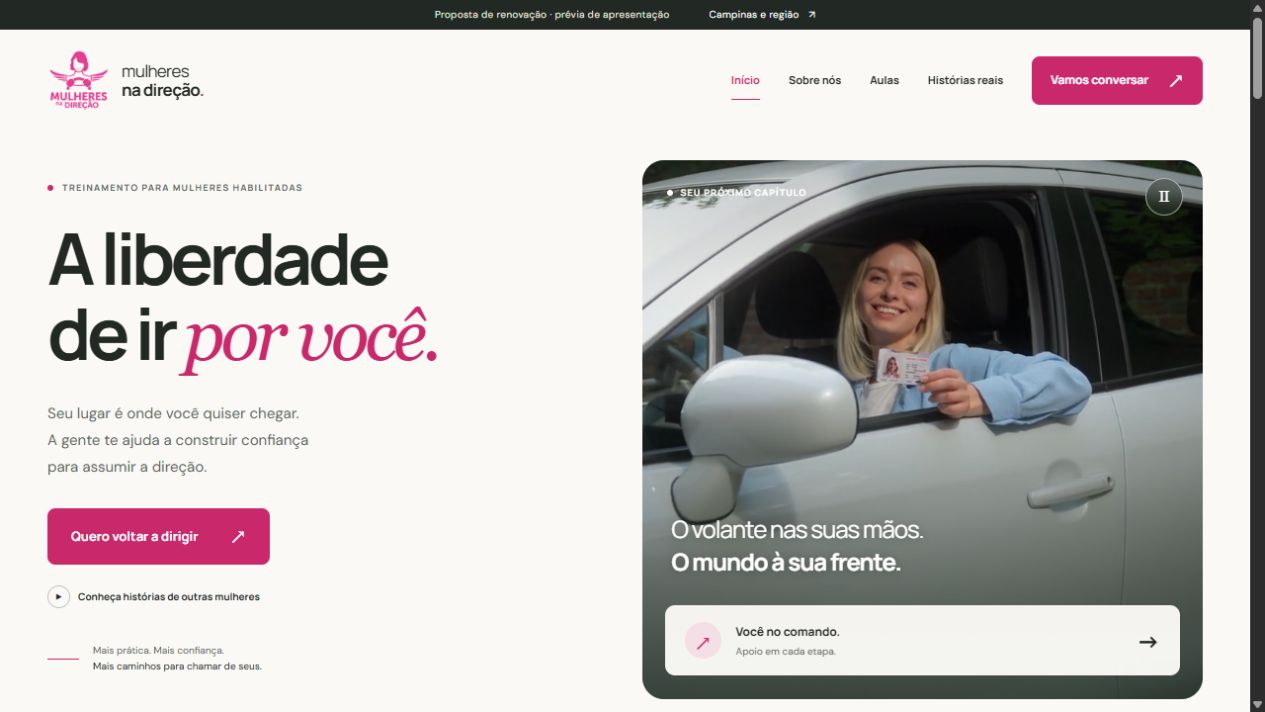 Proposta de renovação · prévia de apresentação
Campinas e região ↗
MULHERES
na DIREÇÃO
mulheres
na direção.
Início
Sobre nós
Aulas
Histórias reais
Vamos conversar ↗
TREINAMENTO PARA MULHERES HABILITADAS
A liberdade
de ir por você.
Seu lugar é onde você quiser chegar.
A gente te ajuda a construir confiança
para assumir a direção.
Quero voltar a dirigir ↗
Conheça histórias de outras mulheres
Mais prática. Mais confiança.
Mais caminhos para chamar de seus.
SEU PRÓXIMO CAPÍTULO
O volante nas suas mãos.
O mundo à sua frente.
↗
Você no comando.
Apoio em cada etapa.
→